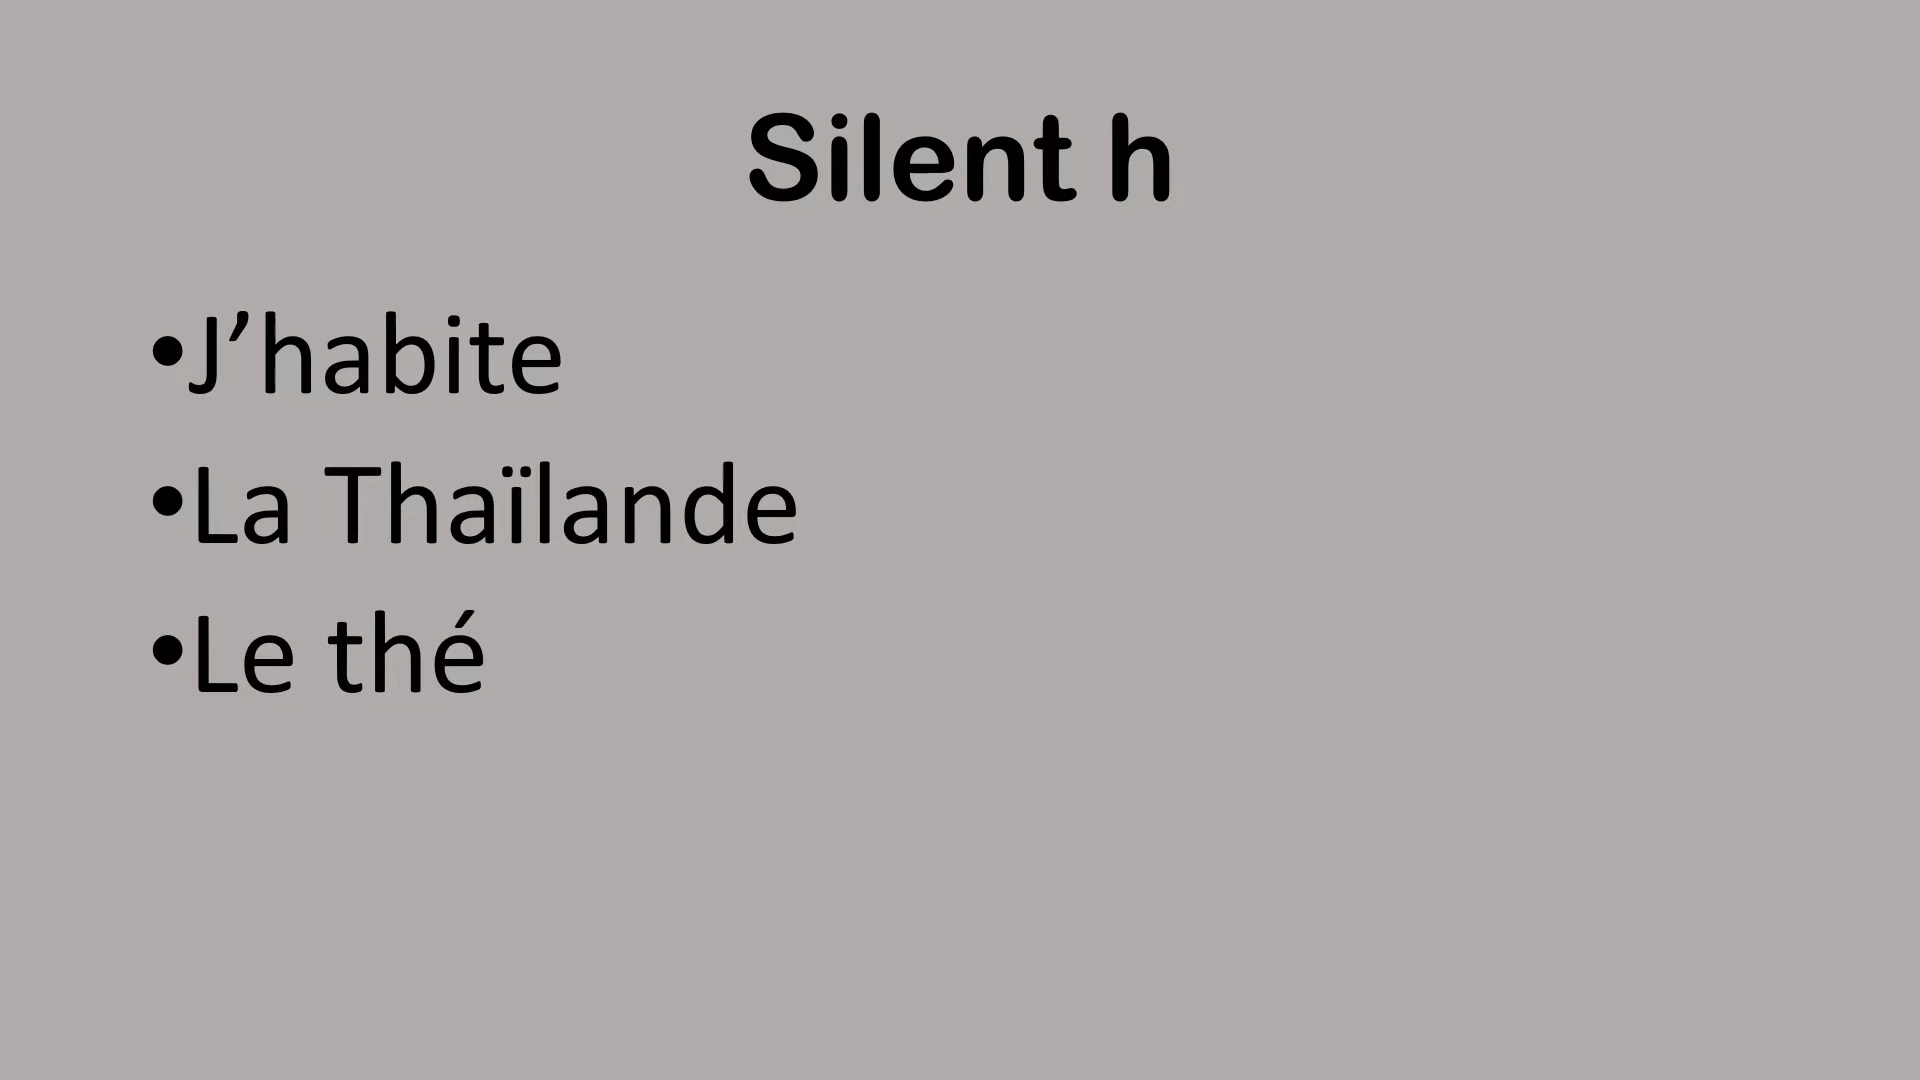 Silent h
•J’habite
•La Thaïlande
•Le thé